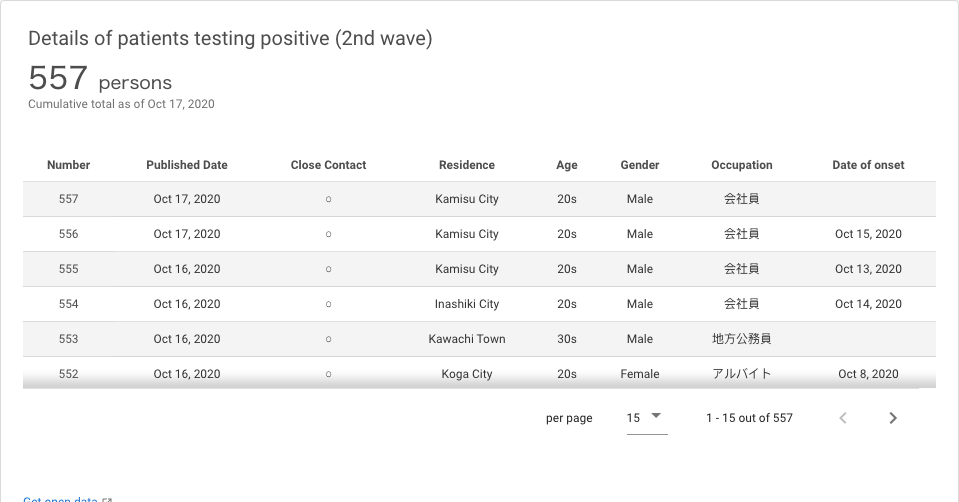 Details of patients testing positive (2nd wave)
557 persons
Cumulative total as of Oct 17, 2020
Number Published Date Close Contact Residence Age Gender Occupation Date of onset
557 Oct 17, 2020 ○ Kamisu City 20s Male 会社員
556 Oct 17, 2020 ○ Kamisu City 20s Male 会社員 Oct 15, 2020
555 Oct 16, 2020 ○ Kamisu City 20s Male 会社員 Oct 13, 2020
554 Oct 16, 2020 ○ Inashiki City 20s Male 会社員 Oct 14, 2020
553 Oct 16, 2020 ○ Kawachi Town 30s Male 地方公務員
552 Oct 16, 2020 ○ Koga City 20s Female アルバイト Oct 8, 2020
per page 15 1 - 15 out of 557
Get open data